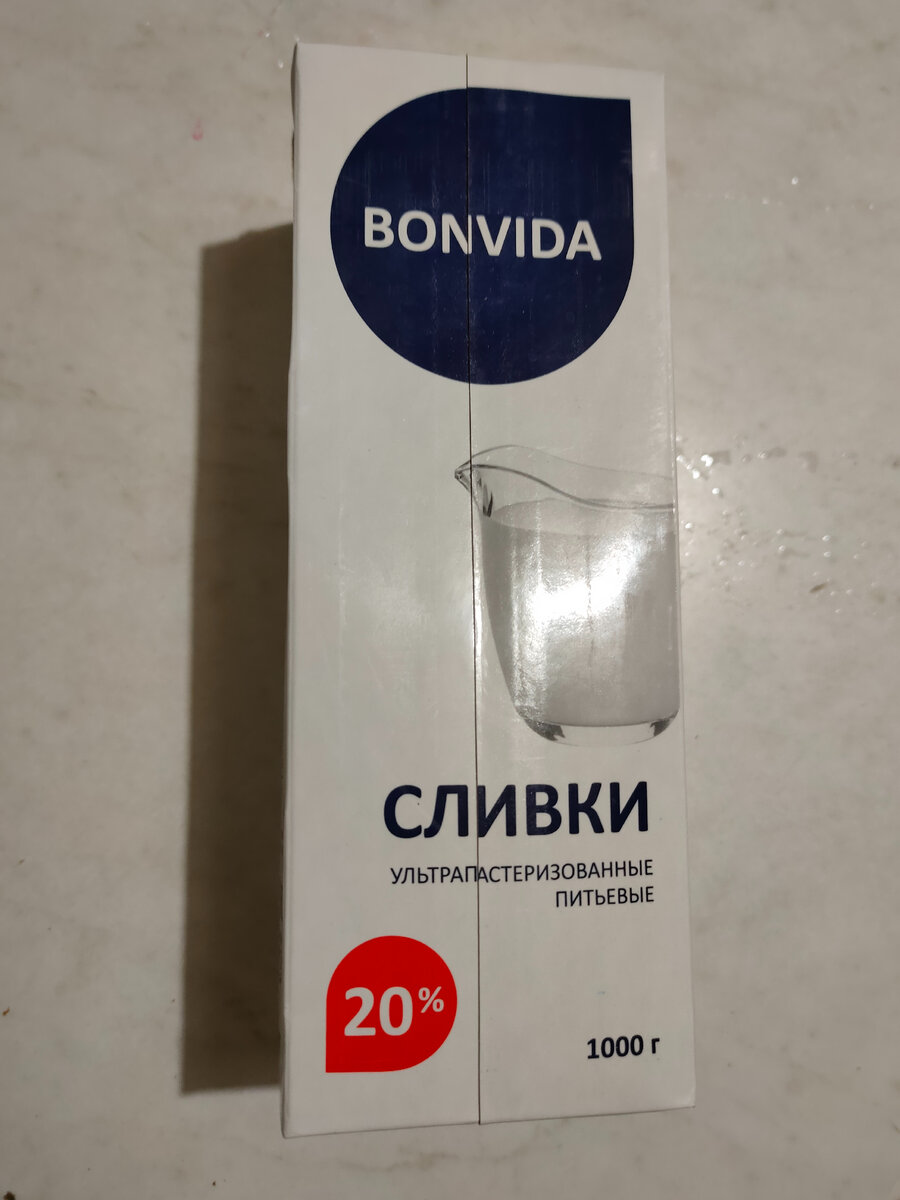 BONVIDA
СЛИВКИ
УЛЬТРАПАСТЕРИЗОВАННЫЕ
ПИТЬЕВЫЕ
20%
1000 г